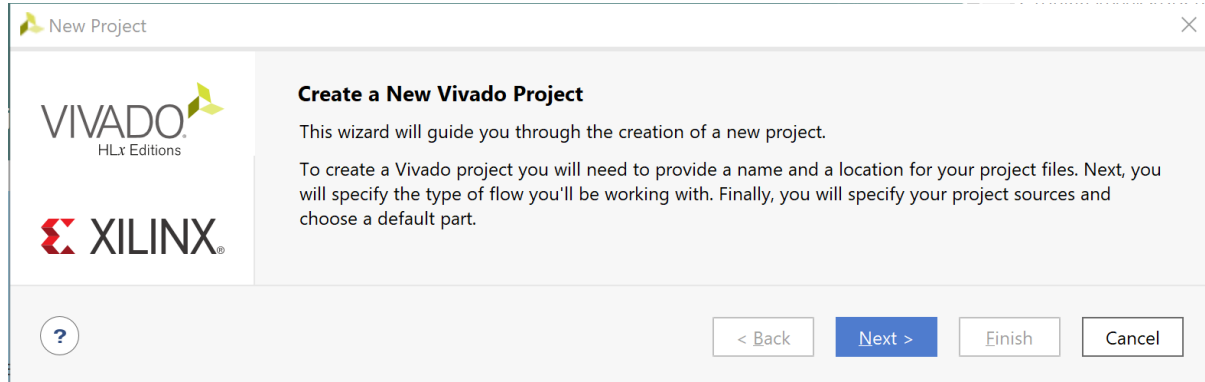 New Project
VIVADO.
HLx Editions
XILINX®
Create a New Vivado Project
This wizard will guide you through the creation of a new project.
To create a Vivado project you will need to provide a name and a location for your project files. Next, you
will specify the type of flow you'll be working with. Finally, you will specify your project sources and
choose a default part.
?
< Back
Next >
Finish
Cancel